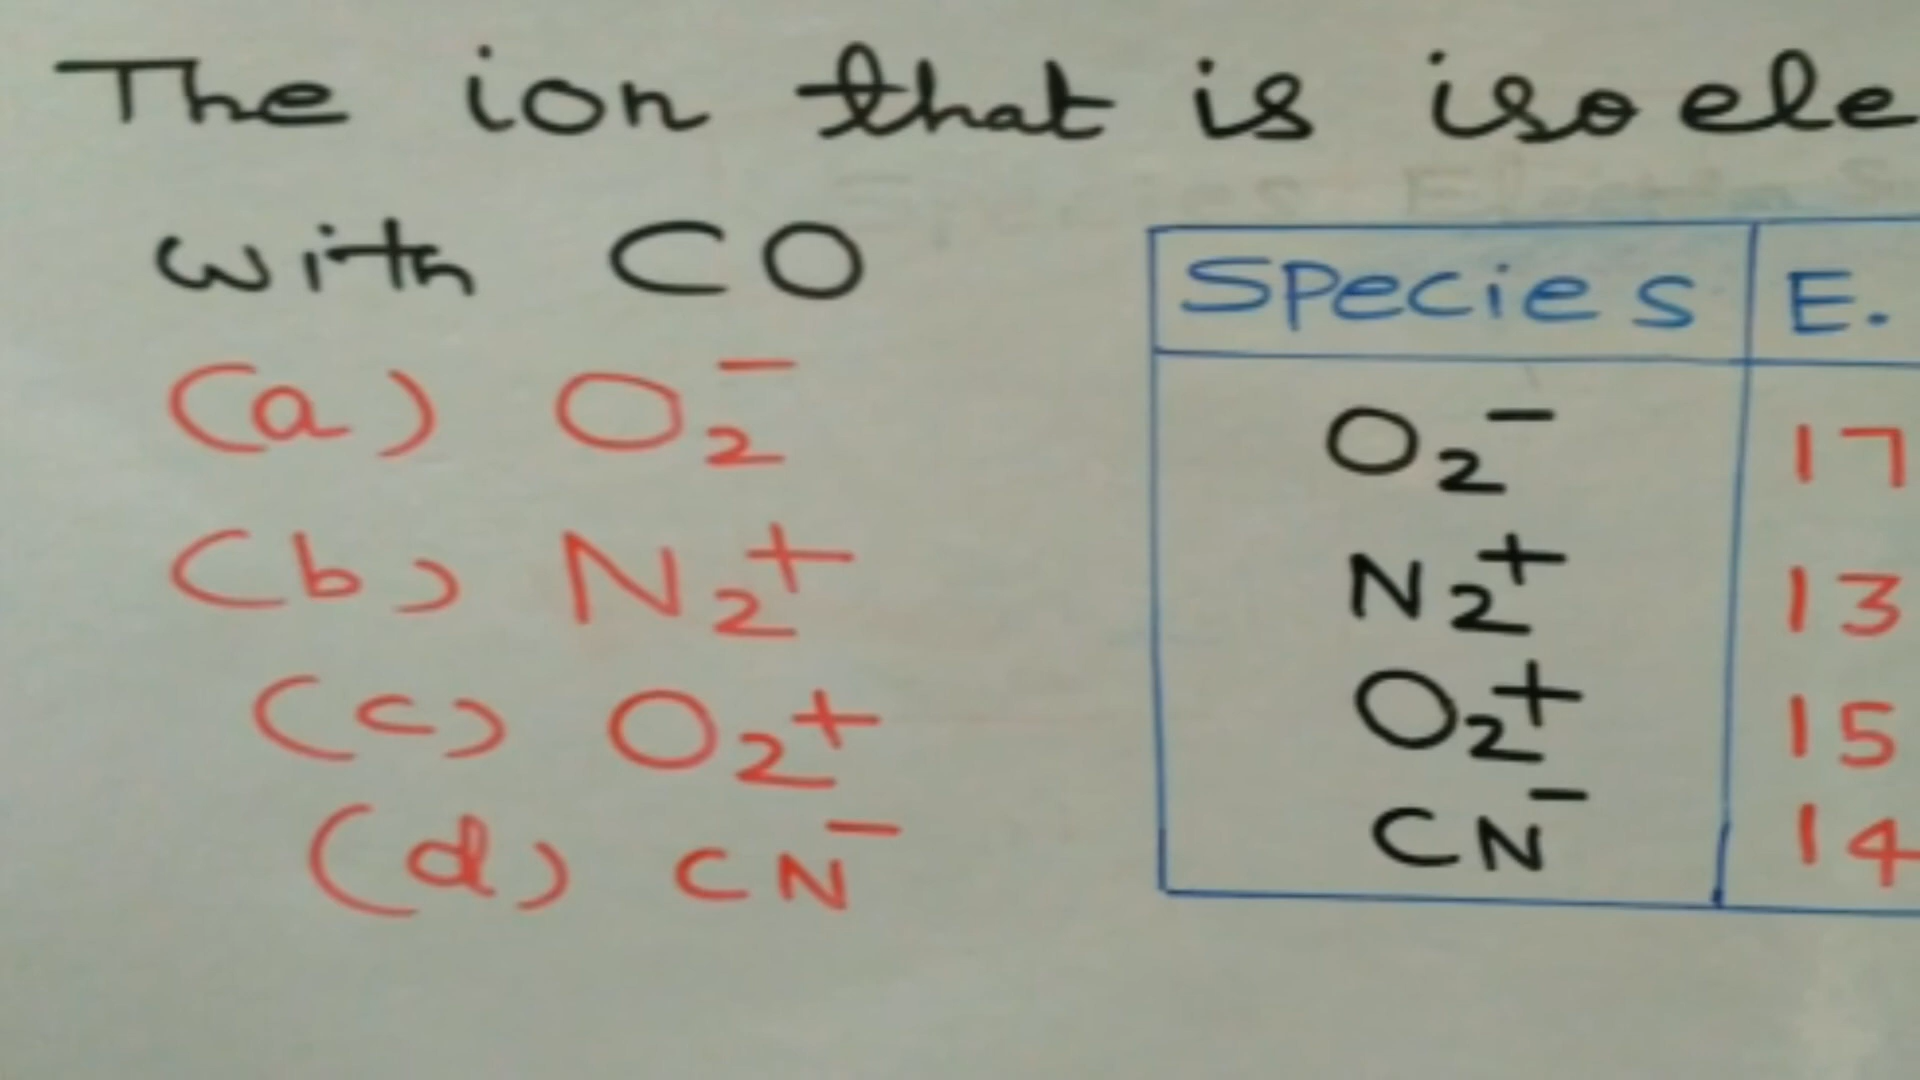 The ion that is isoele
with CO
(a) O₂⁻
(b) N₂⁺
(c) O₂⁺
(d) CN⁻
Species E.
O₂⁻ 17
N₂⁺ 13
O₂⁺ 15
CN⁻ 14